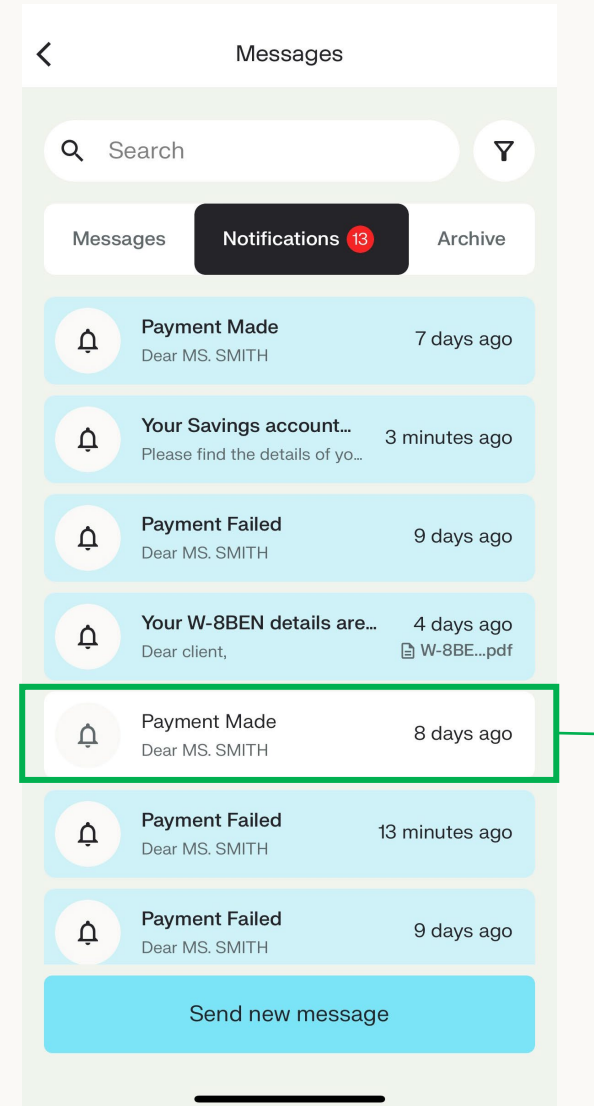 Messages
Search
Messages Notifications 13 Archive
Payment Made
Dear MS. SMITH
7 days ago
Your Savings account...
Please find the details of yo...
3 minutes ago
Payment Failed
Dear MS. SMITH
9 days ago
Your W-8BEN details are...
Dear client,
4 days ago
W-8BE...pdf
Payment Made
Dear MS. SMITH
8 days ago
Payment Failed
Dear MS. SMITH
13 minutes ago
Payment Failed
Dear MS. SMITH
9 days ago
Send new message